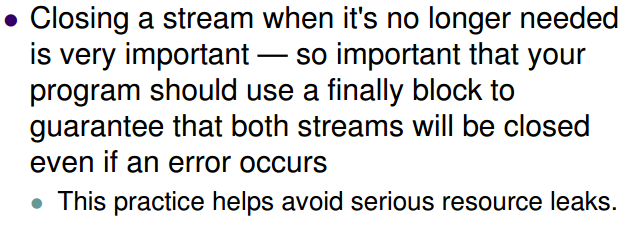 Closing a stream when it's no longer needed
is very important — so important that your
program should use a finally block to
guarantee that both streams will be closed
even if an error occurs
This practice helps avoid serious resource leaks.